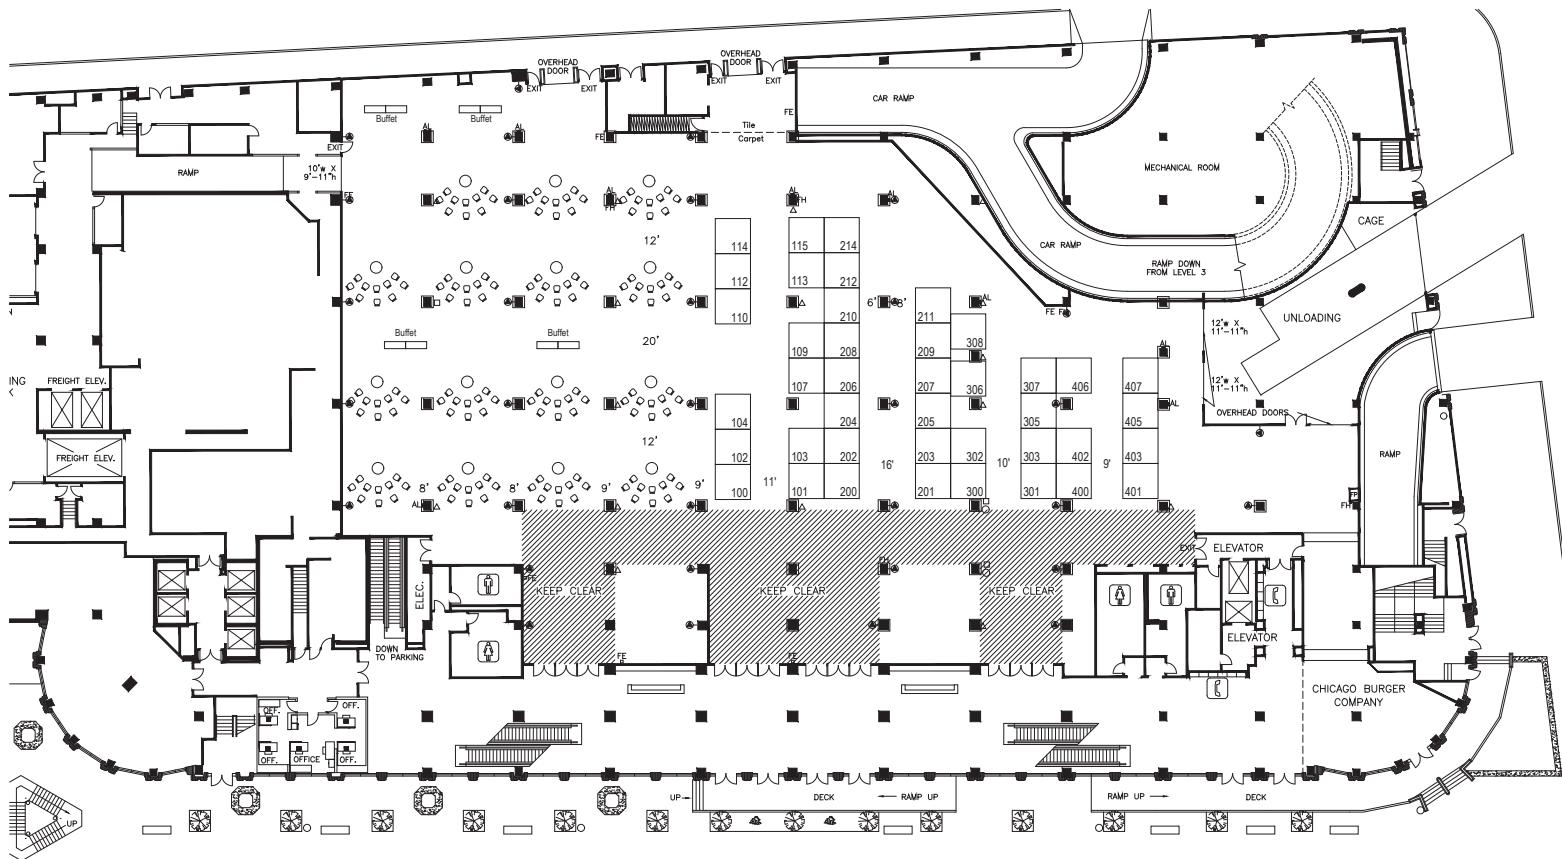 OVERHEAD
DOOR
OVERHEAD
DOOR
EXIT
EXIT
EXIT
EXIT
CAR RAMP
Buffet
Buffet
FE
Tile
Carpet
AL
AL
FE
EXIT
MECHANICAL ROOM
RAMP
10'w X
9'-11"h
FE
AL
FH
AL
FH
AL
CAGE
12'
114
115
214
CAR RAMP
RAMP DOWN
FROM LEVEL 3
112
113
212
6'
8'
AL
110
210
211
FE
UNLOADING
12'w X
11'-11"h
Buffet
Buffet
20'
109
208
209
308
AL
ING
K
FREIGHT ELEV.
107
206
207
306
307
406
407
12'w X
11'-11"h
AL
OVERHEAD DOORS
104
204
205
305
405
12'
FREIGHT ELEV.
102
103
202
203
302
303
402
403
RAMP
16'
10'
9'
8'
8'
9'
9'
11'
100
101
200
201
300
301
400
401
AL
FP
FH
EXIT
ELEVATOR
FH
FE
ELEC.
KEEP CLEAR
KEEP CLEAR
KEEP CLEAR
ELEVATOR
DOWN
TO PARKING
FE
FE
CHICAGO BURGER
COMPANY
OFF.
OFF.
OFF.
OFFICE
OFF.
UP
DECK
RAMP UP
RAMP UP
DECK
UP